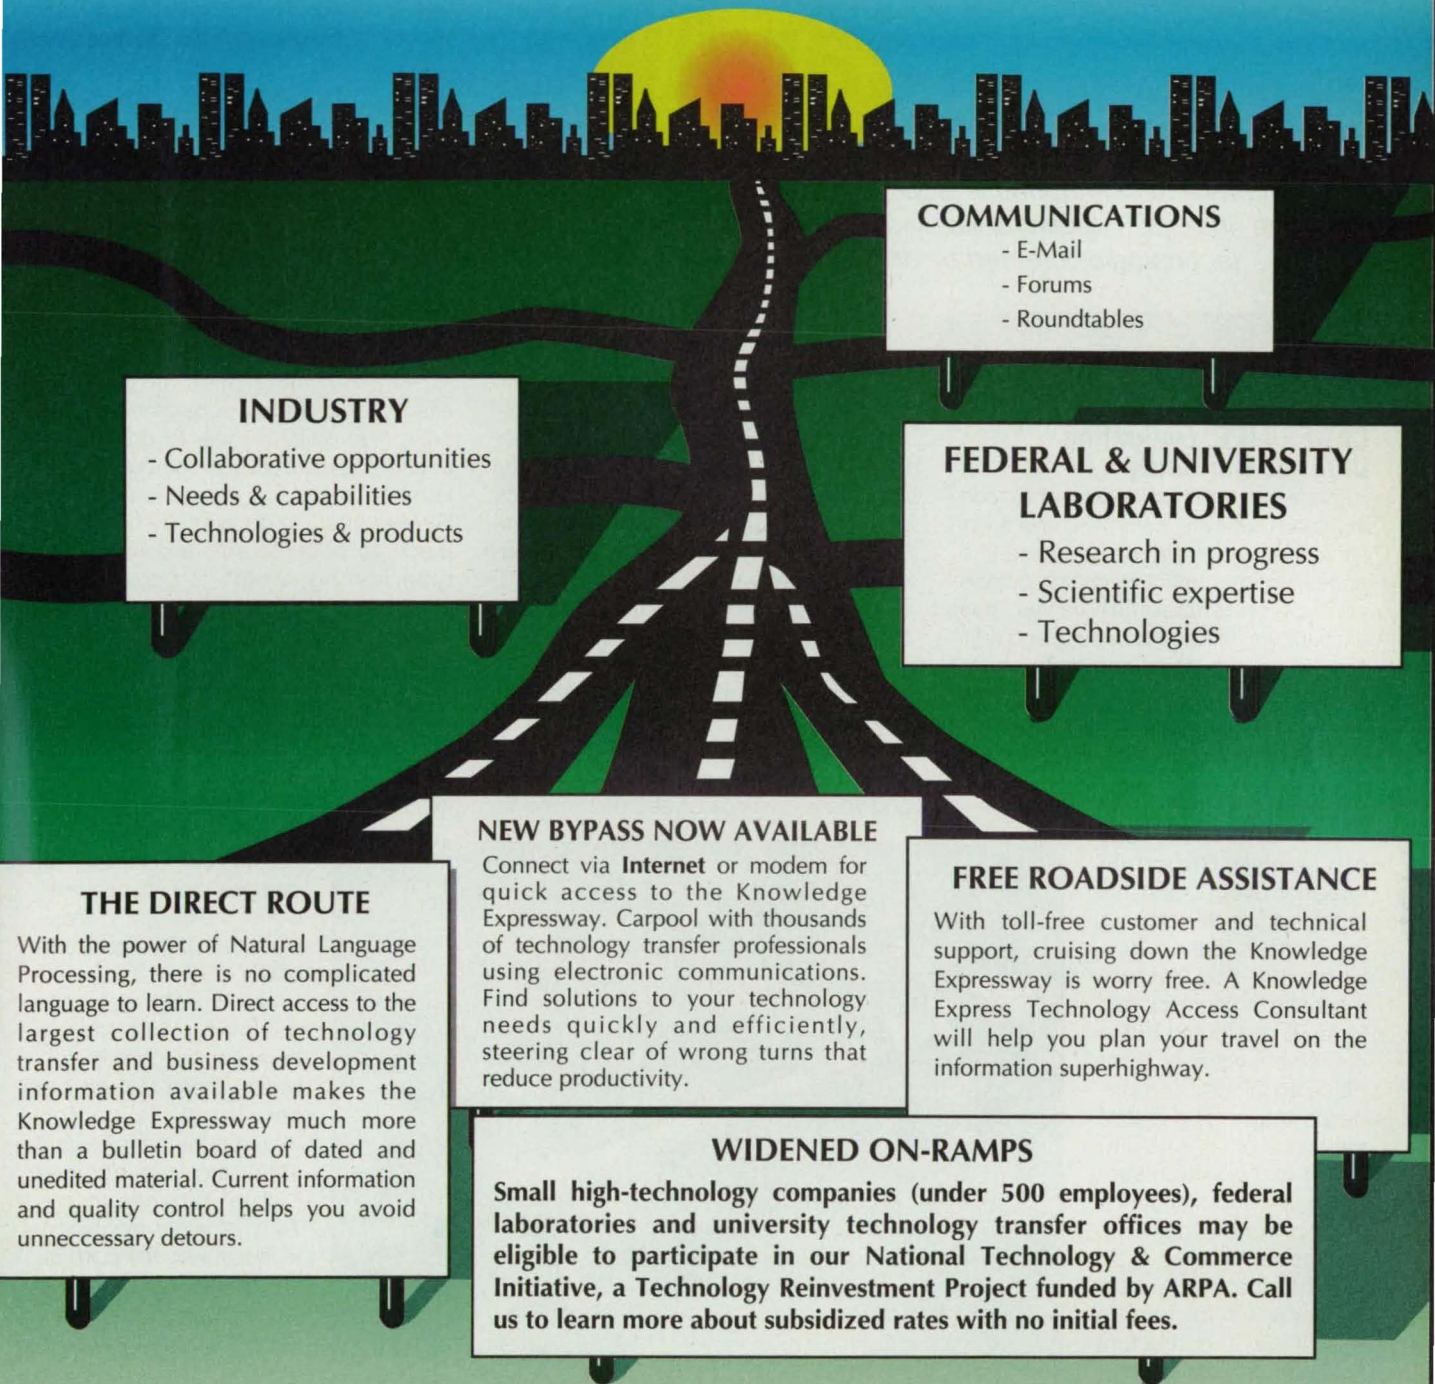 COMMUNICATIONS
- E-Mail
- Forums
- Roundtables
INDUSTRY
- Collaborative opportunities
- Needs & capabilities
- Technologies & products
FEDERAL & UNIVERSITY
LABORATORIES
- Research in progress
- Scientific expertise
- Technologies
THE DIRECT ROUTE
With the power of Natural Language
Processing, there is no complicated
language to learn. Direct access to the
largest collection of technology
transfer and business development
information available makes the
Knowledge Expressway much more
than a bulletin board of dated and
unedited material. Current information
and quality control helps you avoid
unneccessary detours.
NEW BYPASS NOW AVAILABLE
Connect via Internet or modem for
quick access to the Knowledge
Expressway. Carpool with thousands
of technology transfer professionals
using electronic communications.
Find solutions to your technology
needs quickly and efficiently,
steering clear of wrong turns that
reduce productivity.
FREE ROADSIDE ASSISTANCE
With toll-free customer and technical
support, cruising down the Knowledge
Expressway is worry free. A Knowledge
Express Technology Access Consultant
will help you plan your travel on the
information superhighway.
WIDENED ON-RAMPS
Small high-technology companies (under 500 employees), federal
laboratories and university technology transfer offices may be
eligible to participate in our National Technology & Commerce
Initiative, a Technology Reinvestment Project funded by ARPA. Call
us to learn more about subsidized rates with no initial fees.